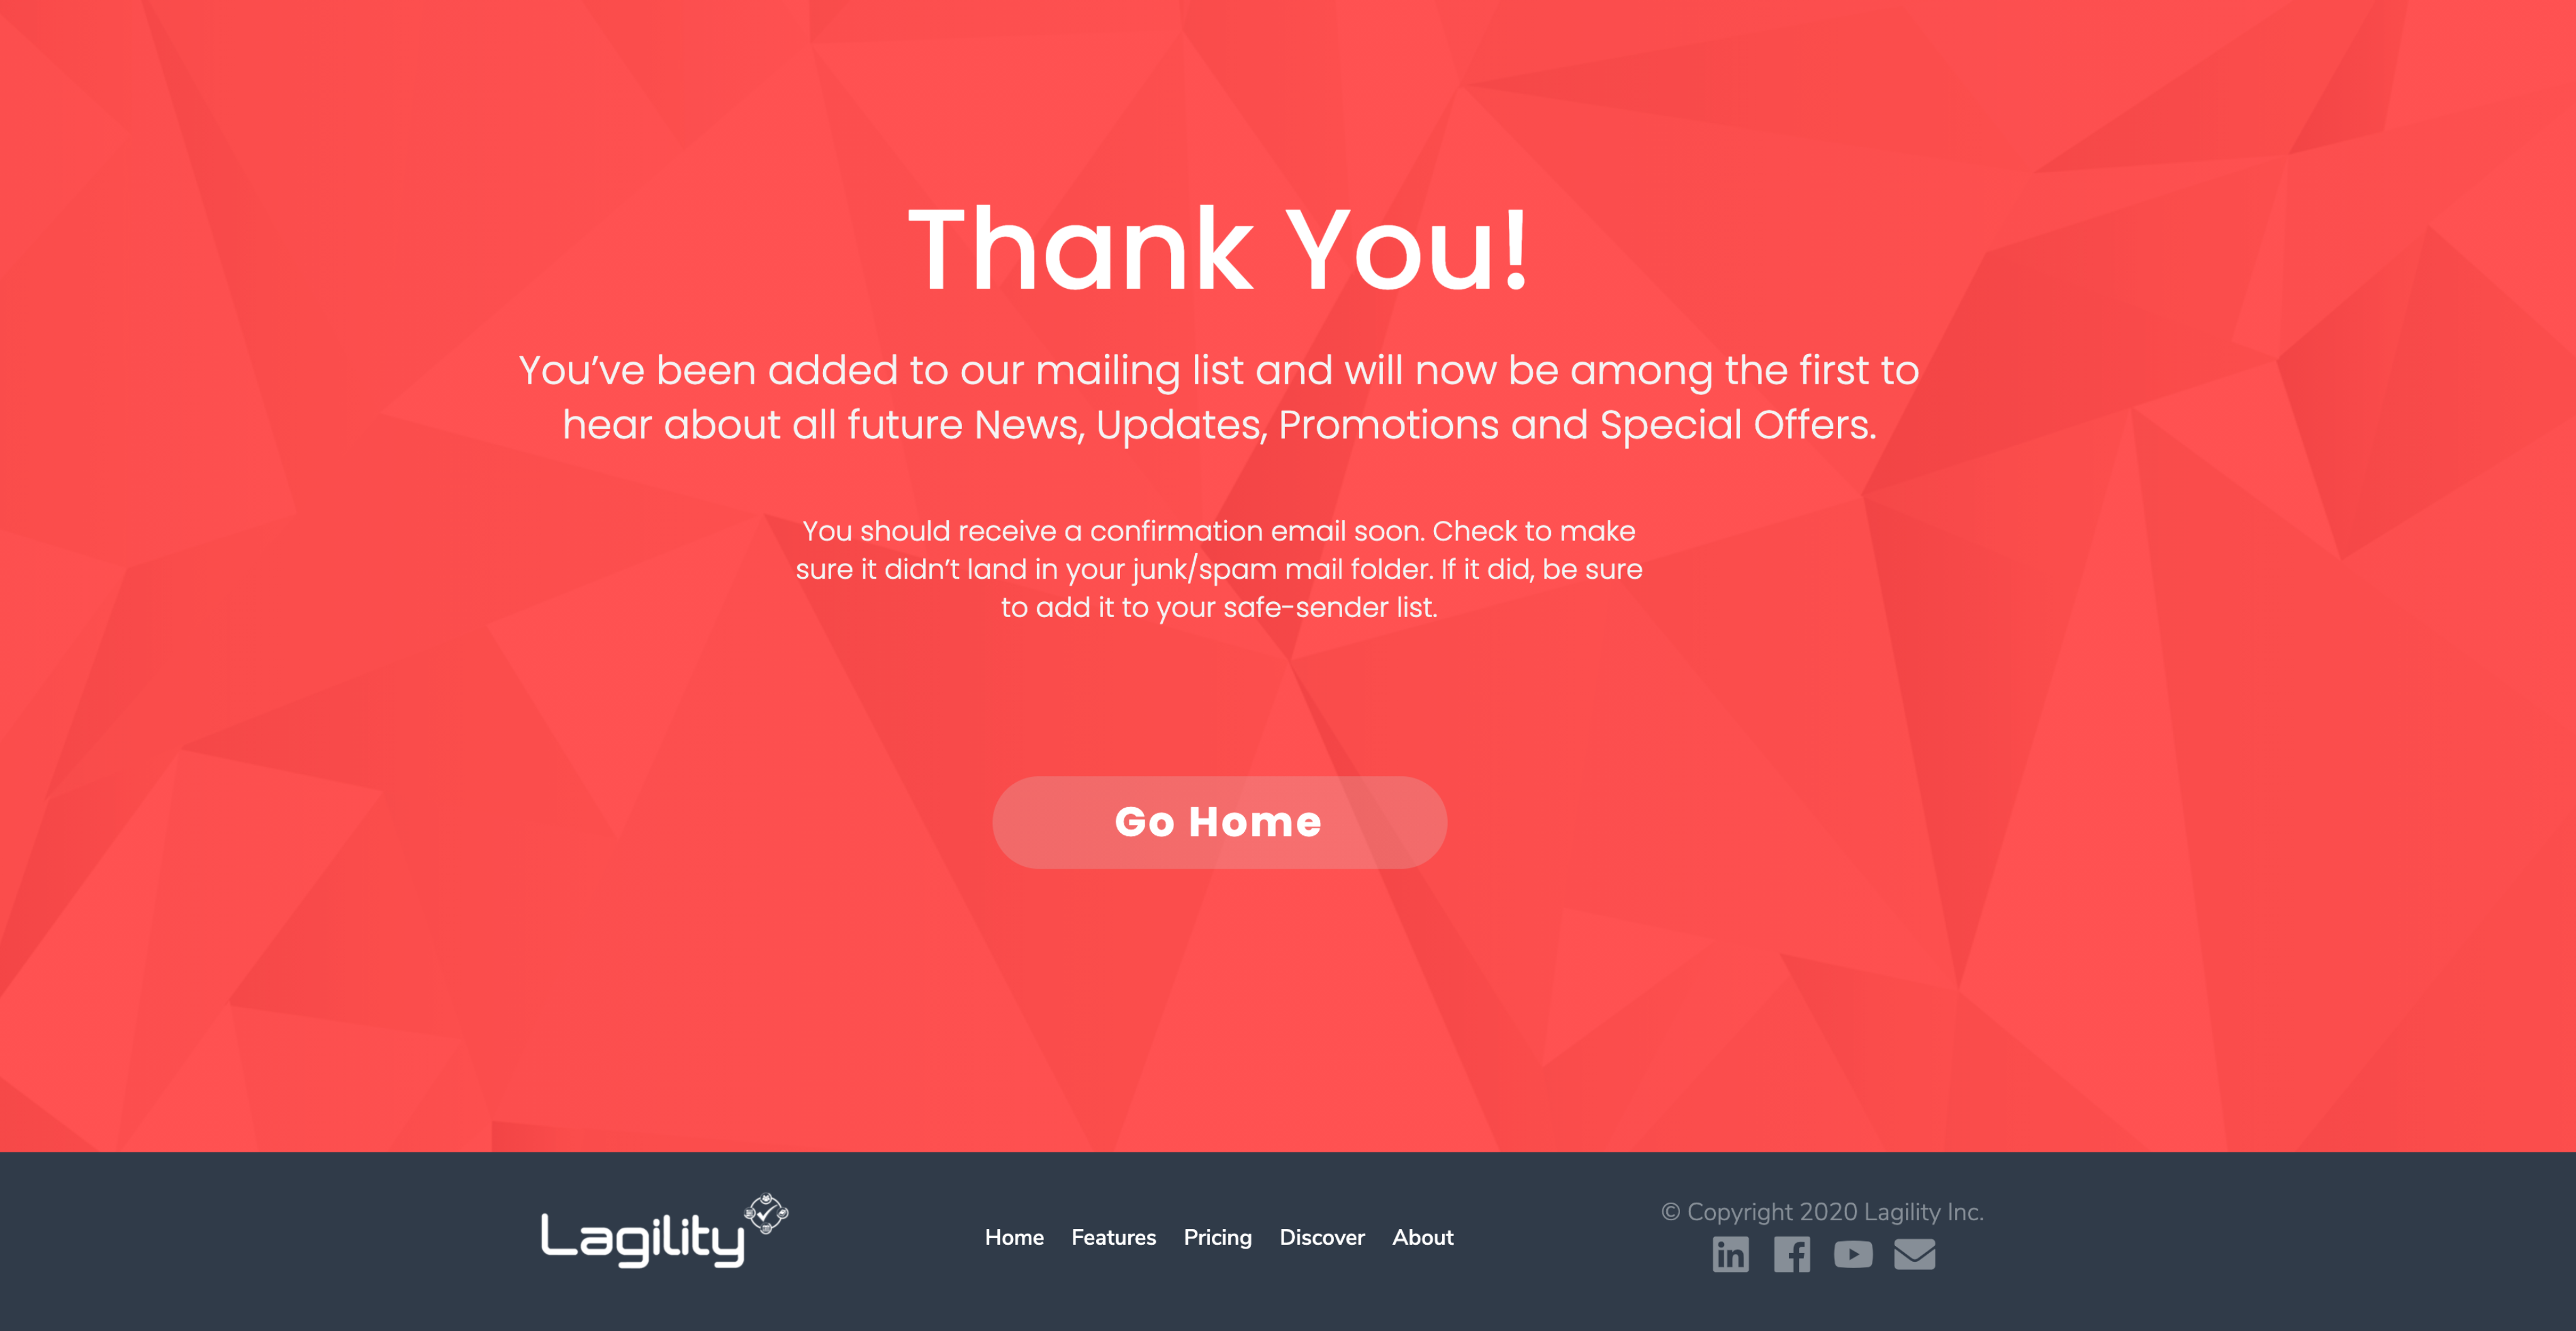 Thank You!
You’ve been added to our mailing list and will now be among the first to
hear about all future News, Updates, Promotions and Special Offers.
You should receive a confirmation email soon. Check to make
sure it didn’t land in your junk/spam mail folder. If it did, be sure
to add it to your safe-sender list.
Go Home
Lagility
Home Features Pricing Discover About
© Copyright 2020 Lagility Inc.